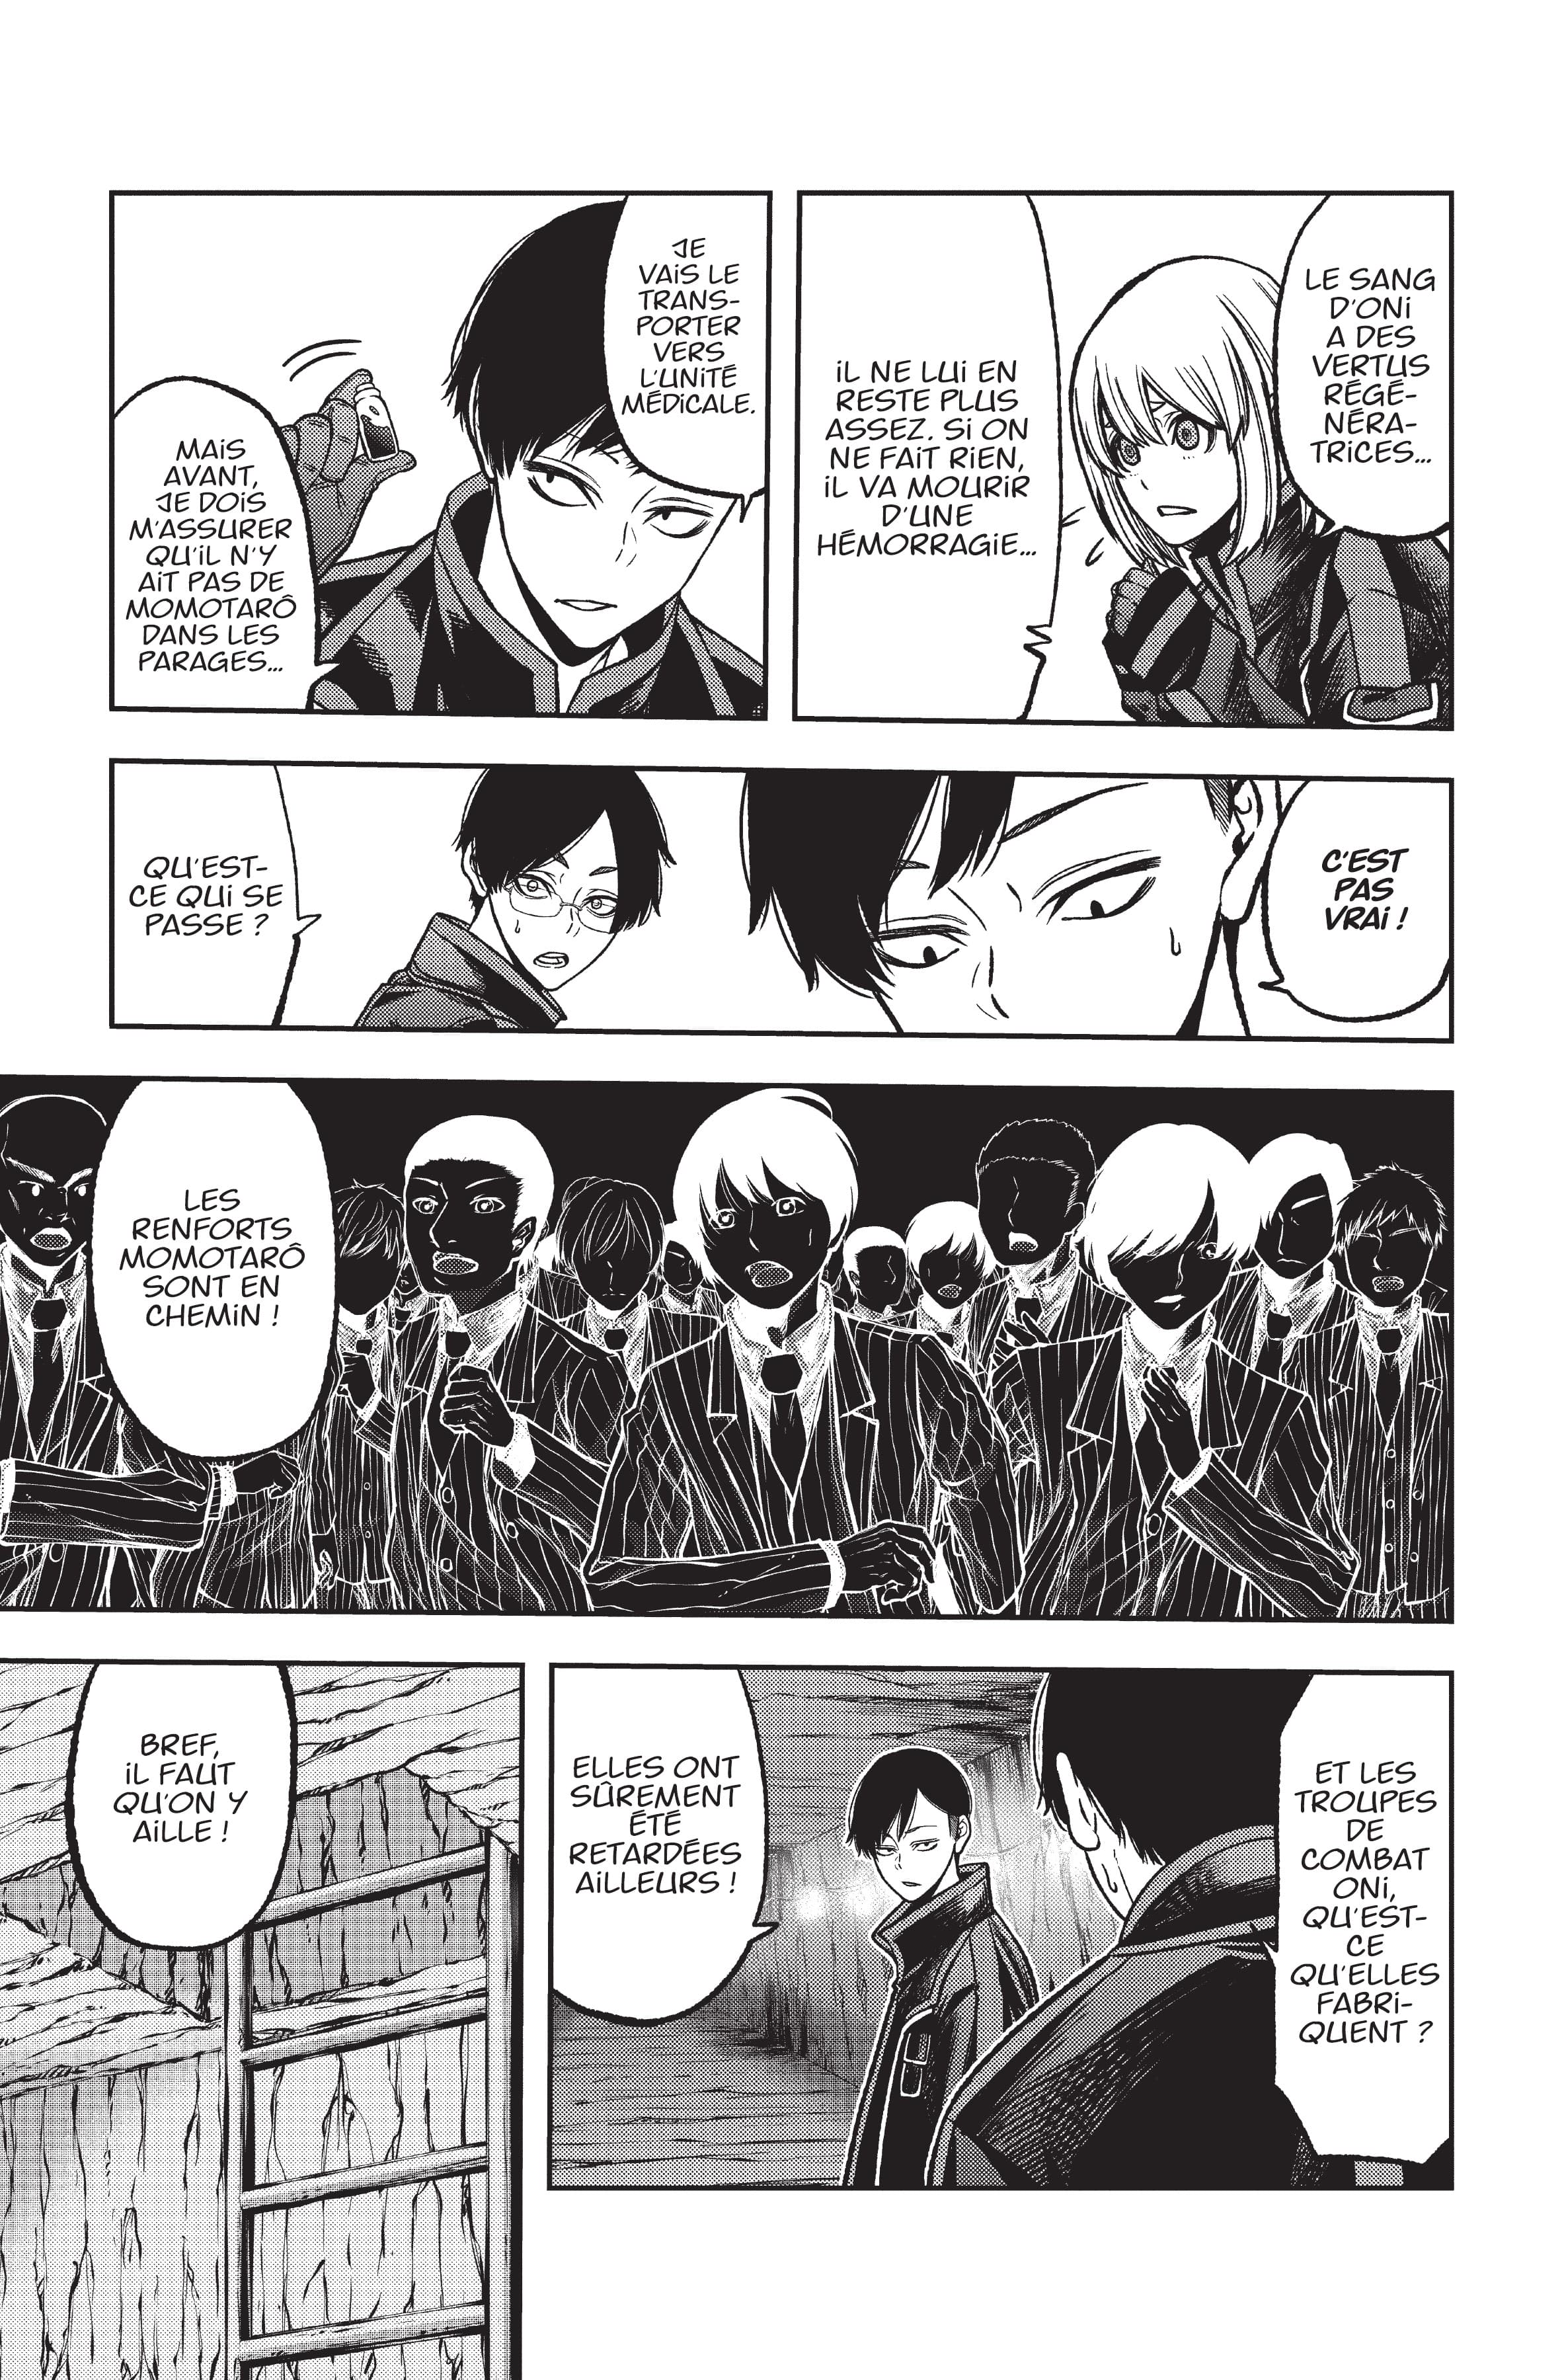 LE SANG
D'ONI
A DES
VERTUS
RÉGÉ-
NÉRA-
TRICES...
IL NE LUI EN
RESTE PLUS
ASSEZ. SI ON
NE FAIT RIEN,
IL VA MOURIR
D'UNE
HÉMORRAGIE...
JE
VAIS LE
TRANS-
PORTER
VERS
L'UNITÉ
MÉDICALE.
MAIS
AVANT,
JE DOIS
M'ASSURER
QU'IL N'Y
AIT PAS DE
MOMOTARÔ
DANS LES
PARAGES...
C'EST
PAS
VRAI !
QU'EST-
CE QUI SE
PASSE ?
LES
RENFORTS
MOMOTARÔ
SONT EN
CHEMIN !
ET LES
TROUPES
DE
COMBAT
ONI,
QU'EST-
CE
QU'ELLES
FABRI-
QUENT ?
ELLES ONT
SÛREMENT
ÉTÉ
RETARDÉES
AILLEURS !
BREF,
IL FAUT
QU'ON Y
AILLE !